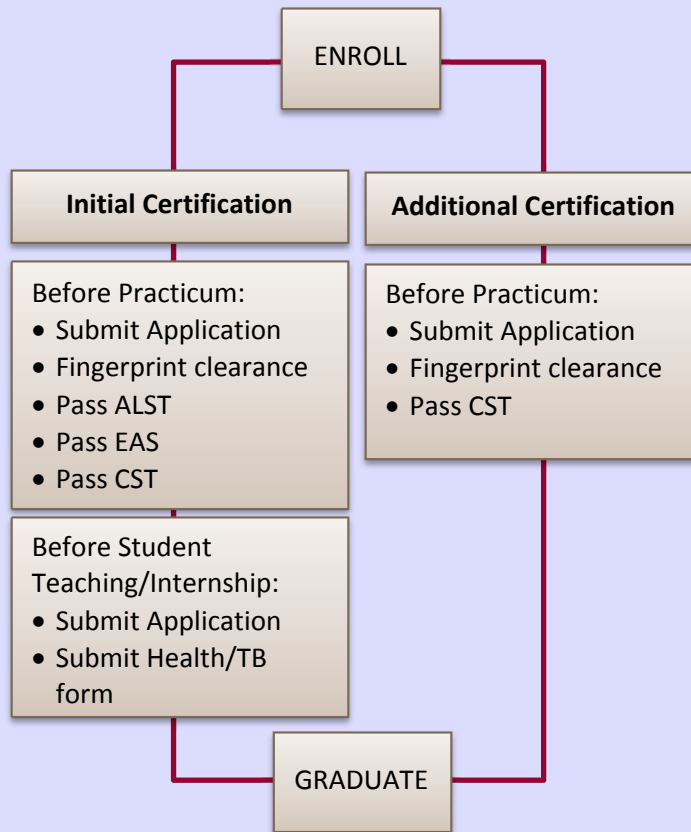 ENROLL
Initial Certification
Before Practicum:
• Submit Application
• Fingerprint clearance
• Pass ALST
• Pass EAS
• Pass CST
Before Student
Teaching/Internship:
• Submit Application
• Submit Health/TB
form
Additional Certification
Before Practicum:
• Submit Application
• Fingerprint clearance
• Pass CST
GRADUATE